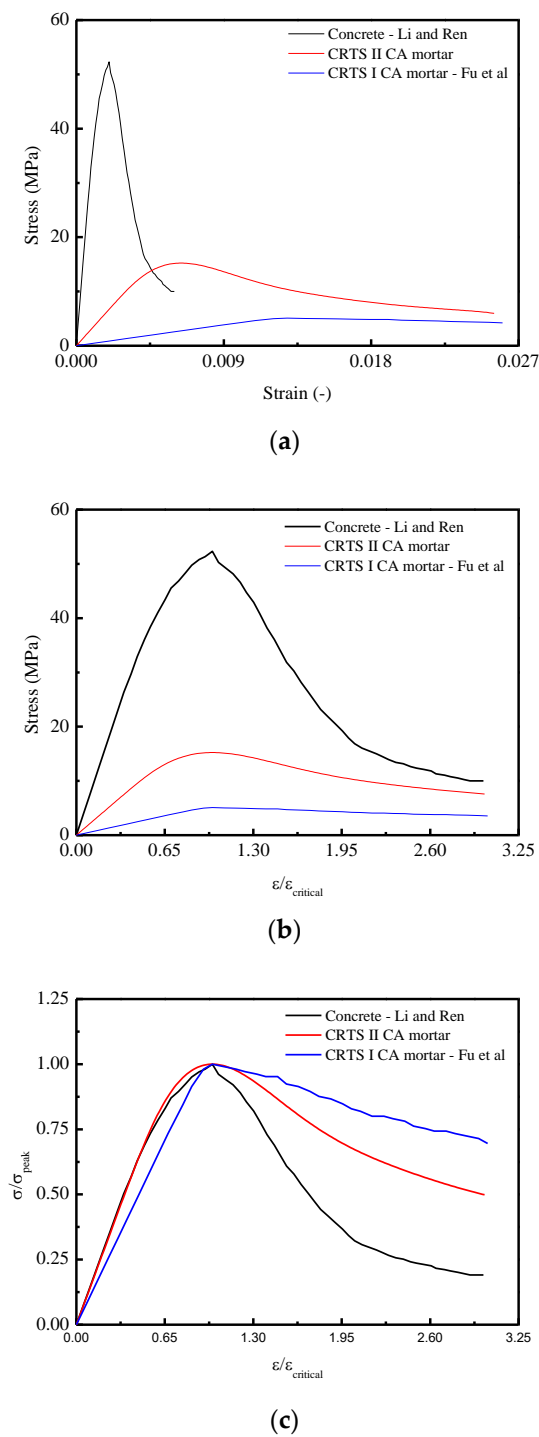 60
40
20
0
Stress (MPa)
Concrete - Li and Ren
CRTS II CA mortar
CRTS I CA mortar - Fu et al
0.000
0.009
0.018
0.027
Strain (-)
(a)
60
40
20
0
Stress (MPa)
Concrete - Li and Ren
CRTS II CA mortar
CRTS I CA mortar - Fu et al
0.00
0.65
1.30
1.95
2.60
3.25
ε/εcritical
(b)
1.25
1.00
0.75
0.50
0.25
0.00
σ/σpeak
Concrete - Li and Ren
CRTS II CA mortar
CRTS I CA mortar - Fu et al
0.00
0.65
1.30
1.95
2.60
3.25
ε/εcritical
(c)